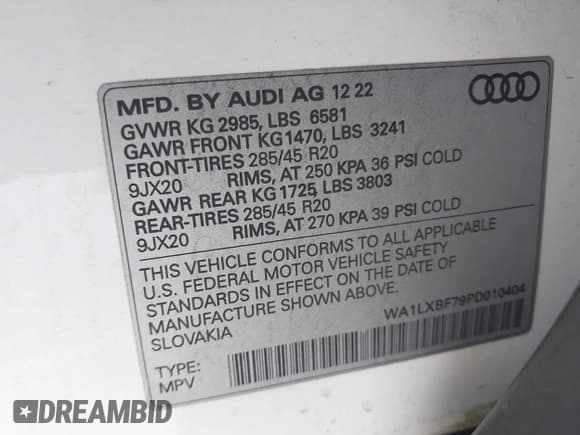 MFD. BY AUDI AG 12 22
GVWR KG 2985, LBS 6581
GAWR FRONT KG1470, LBS 3241
FRONT-TIRES 285/45 R20
9JX20 RIMS, AT 250 KPA 36 PSI COLD
GAWR REAR KG 1725, LBS 3803
REAR-TIRES 285/45 R20
9JX20 RIMS, AT 270 KPA 39 PSI COLD
THIS VEHICLE CONFORMS TO ALL APPLICABLE
U.S. FEDERAL MOTOR VEHICLE SAFETY
STANDARDS IN EFFECT ON THE DATE OF
MANUFACTURE SHOWN ABOVE.
SLOVAKIA
WA1LXBF79PD010404
TYPE:
MPV
DREAMBID